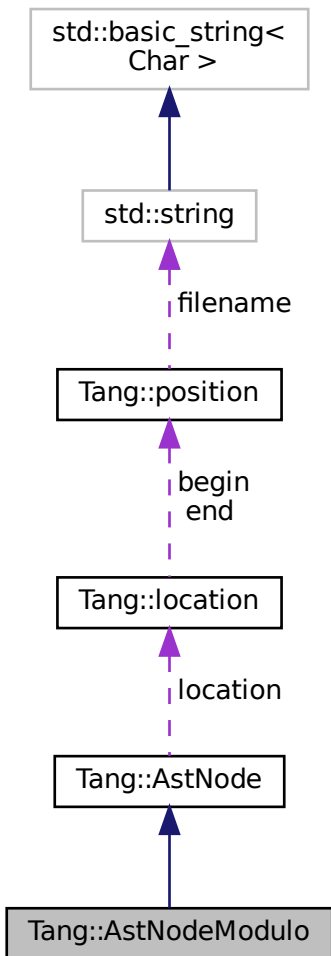 std::basic_string<
Char >
std::string
filename
Tang::position
begin
end
Tang::location
location
Tang::AstNode
Tang::AstNodeModulo